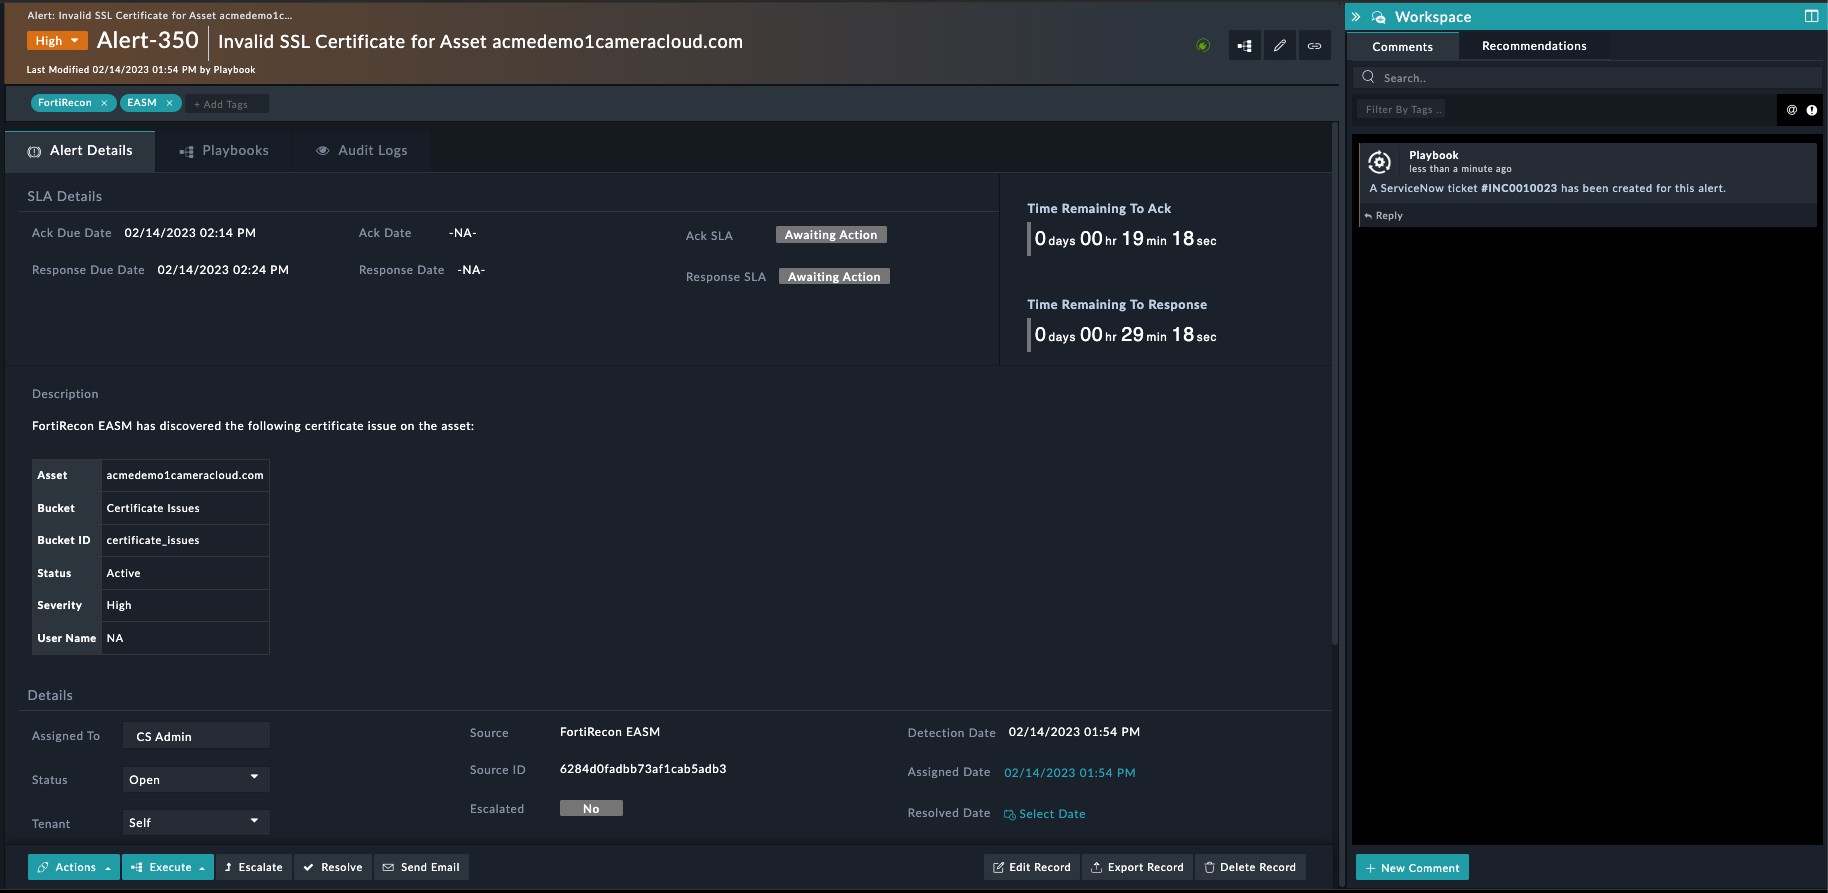 Alert: Invalid SSL Certificate for Asset acmedemo1c...
High Alert-350 Invalid SSL Certificate for Asset acmedemo1cameracloud.com
Last Modified 02/14/2023 01:54 PM by Playbook
FortiRecon × EASM × + Add Tags
Alert Details Playbooks Audit Logs
SLA Details
Ack Due Date 02/14/2023 02:14 PM Ack Date -NA- Ack SLA Awaiting Action
Response Due Date 02/14/2023 02:24 PM Response Date -NA- Response SLA Awaiting Action
Time Remaining To Ack
0 days 00 hr 19 min 18 sec
Time Remaining To Response
0 days 00 hr 29 min 18 sec
Description
FortiRecon EASM has discovered the following certificate issue on the asset:
Asset acmedemo1cameracloud.com
Bucket Certificate Issues
Bucket ID certificate_issues
Status Active
Severity High
User Name NA
Details
Assigned To CS Admin
Status Open
Tenant Self
Source FortiRecon EASM
Source ID 6284d0fadbb73af1cab5adb3
Escalated No
Detection Date 02/14/2023 01:54 PM
Assigned Date 02/14/2023 01:54 PM
Resolved Date Select Date
Actions Execute Escalate Resolve Send Email Edit Record Export Record Delete Record
Workspace
Comments Recommendations
Search..
Filter By Tags .. @
Playbook
less than a minute ago
A ServiceNow ticket #INC0010023 has been created for this alert.
Reply
+ New Comment